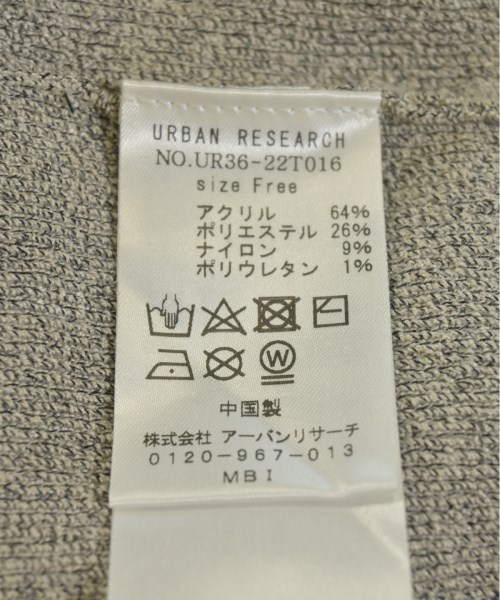 URBAN RESEARCH
NO.UR36-22T016
size Free
アクリル 64%
ポリエステル 26%
ナイロン 9%
ポリウレタン 1%
W
中国製
株式会社 アーバンリサーチ
0120-967-013
MBI